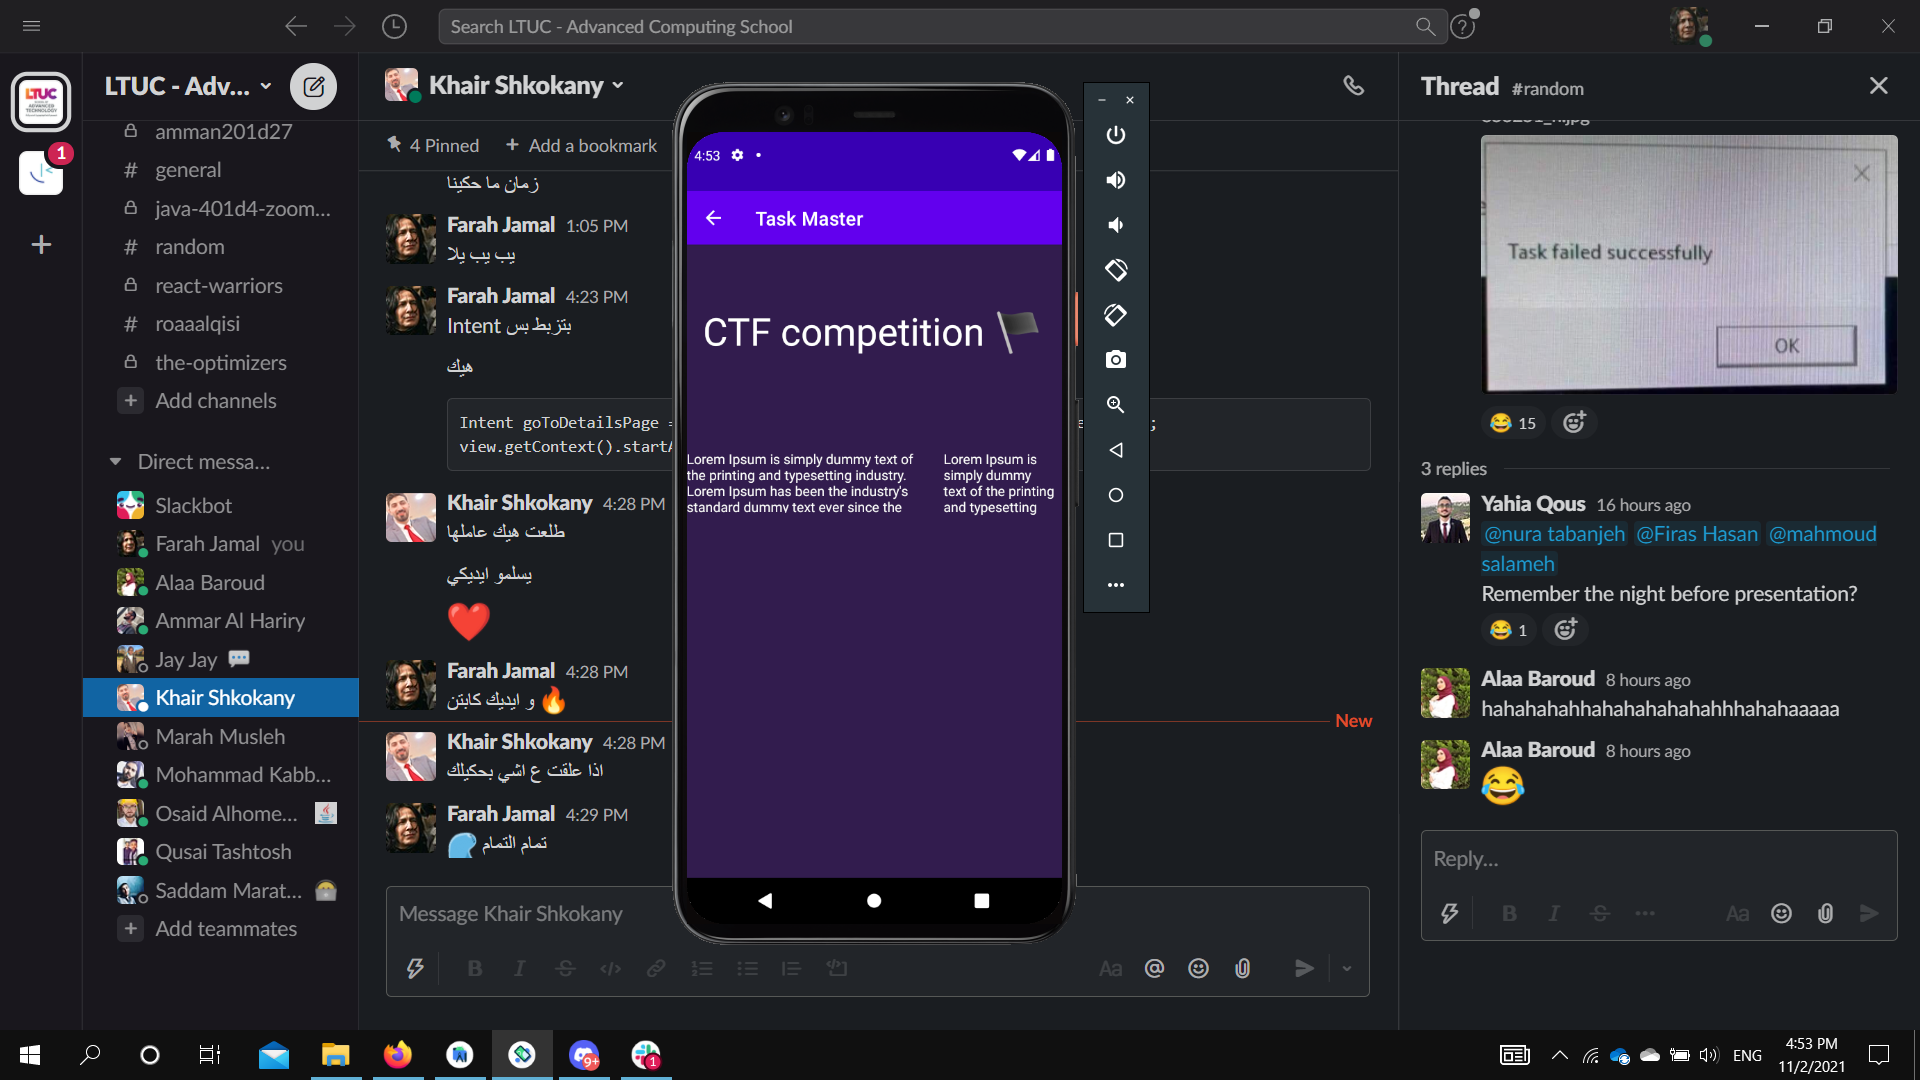 Search LTUC - Advanced Computing School
LTUC
LTUC - Adv...
1
amman201d27
general
java-401d4-zoom...
random
react-warriors
roaaalqisi
the-optimizers
Add channels
Direct messa...
Slackbot
Farah Jamal you
Alaa Baroud
Ammar Al Hariry
Jay Jay
Khair Shkokany
Marah Musleh
Mohammad Kabb...
Osaid Alhome...
Qusai Tashtosh
Saddam Marat...
Add teammates
Khair Shkokany
4 Pinned
Add a bookmark
زمان ما حكينا
Farah Jamal 1:05 PM
يب يب يلا
Farah Jamal 4:23 PM
Intent بتزبط بس
هيك
Intent goToDetailsPage =
;
view.getContext().startA
Khair Shkokany 4:28 PM
طلعت هيك عاملها
يسلمو ايديكي
Farah Jamal 4:28 PM
و ايديك كابتن
New
Khair Shkokany 4:28 PM
اذا علقت ع اشي بحكيلك
Farah Jamal 4:29 PM
تمام التمام
Message Khair Shkokany
Aa
4:53
Task Master
CTF competition
Lorem Ipsum is simply dummy text of
the printing and typesetting industry.
Lorem Ipsum has been the industry's
standard dummy text ever since the
Lorem Ipsum is
simply dummy
text of the printing
and typesetting
Thread #random
Task failed successfully
OK
15
3 replies
Yahia Qous 16 hours ago
@nura tabanjeh @Firas Hasan @mahmoud
salameh
Remember the night before presentation?
1
Alaa Baroud 8 hours ago
hahahahahhahahahahahahhhahahaaaaa
Alaa Baroud 8 hours ago
Reply...
Aa
9+
1
ENG
4:53 PM
11/2/2021